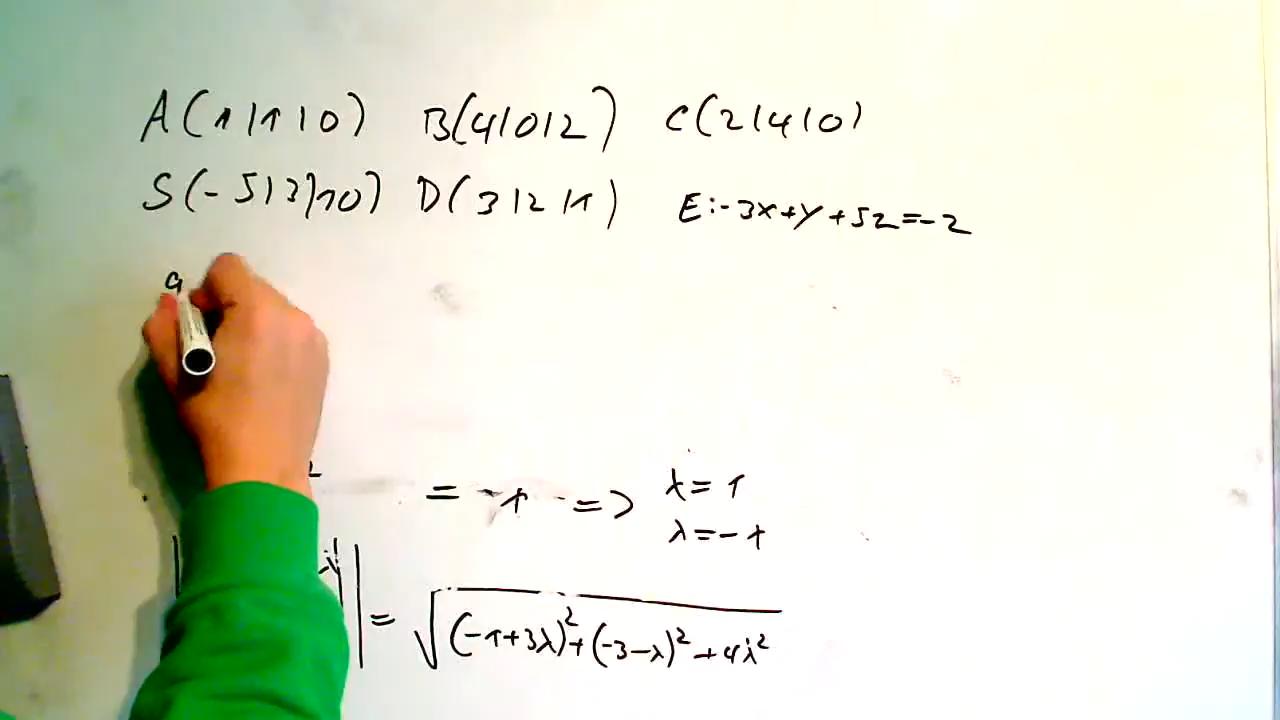 A(1|1|0) B(4|0|2) C(2|4|0)
S(-5|3|10) D(3|2|1) E:-3x+y+5z=-2
g
2 = -1 => λ=1
λ=-1
| = √(-1+3λ)²+(-3-λ)²+4λ²